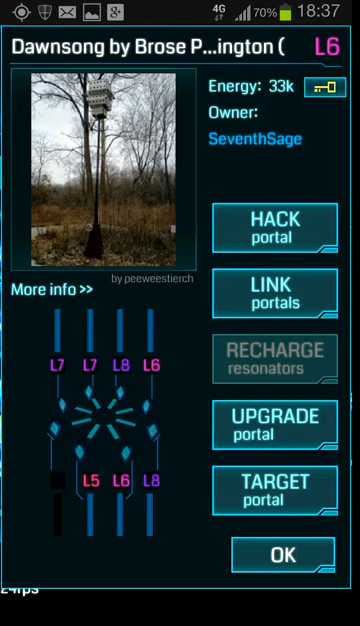 4G 70% 18:37
Dawnsong by Brose P...ington ( L6
Energy: 33k
Owner:
SeventhSage
HACK
portal
by peeweestierch
More info >>
LINK
portals
L7 L7 L8 L6
RECHARGE
resonators
UPGRADE
portal
L5 L6 L8
TARGET
portal
OK
24fps